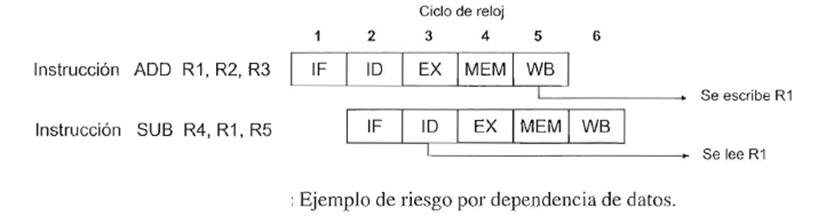 Ciclo de reloj
1 2 3 4 5 6
Instrucción ADD R1, R2, R3 IF ID EX MEM WB
Se escribe R1
Instrucción SUB R4, R1, R5 IF ID EX MEM WB
Se lee R1
: Ejemplo de riesgo por dependencia de datos.